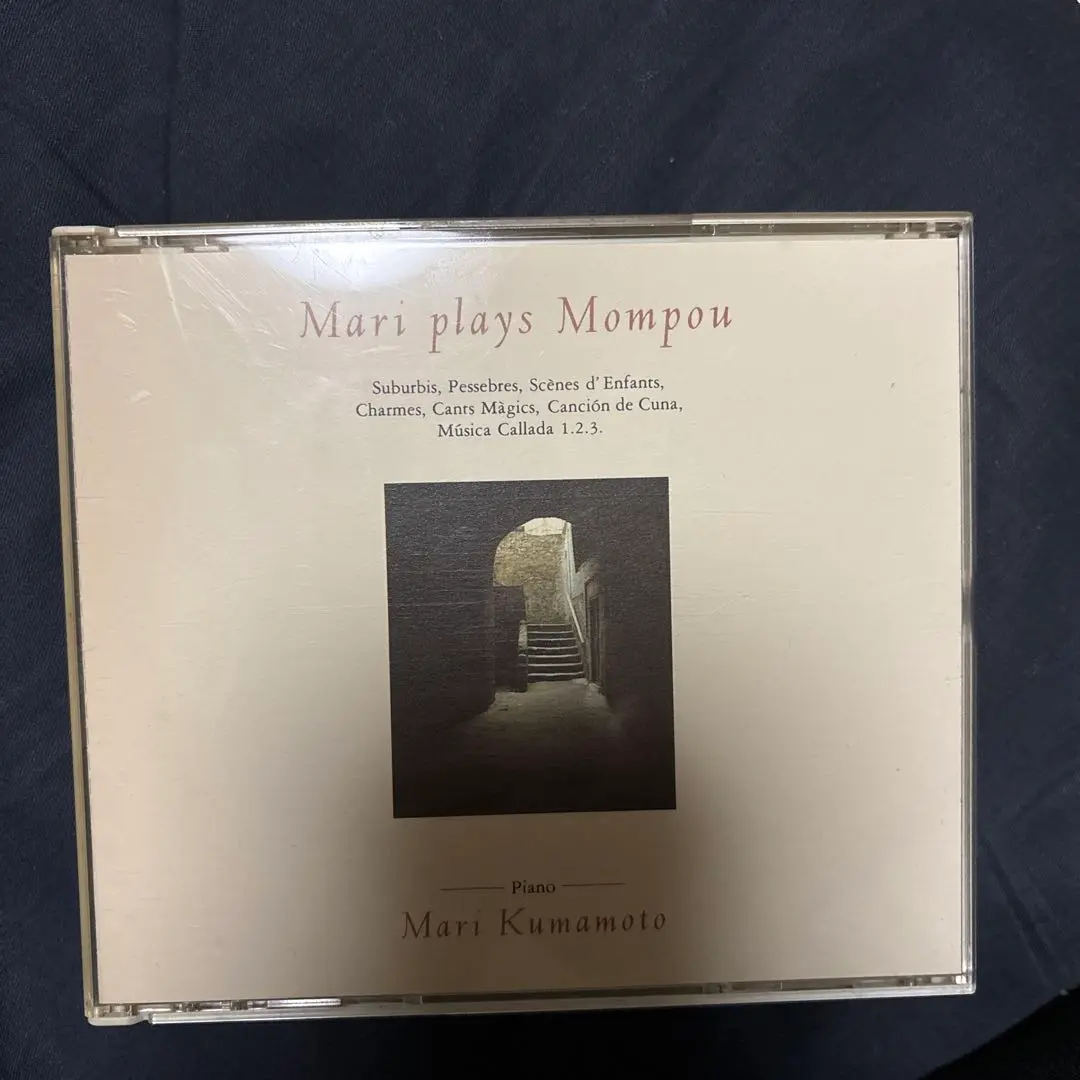 Mari plays Mompou
Suburbis, Pessebres, Scènes d'Enfants,
Charmes, Cants Màgics, Canción de Cuna,
Música Callada 1.2.3.
Piano
Mari Kumamoto